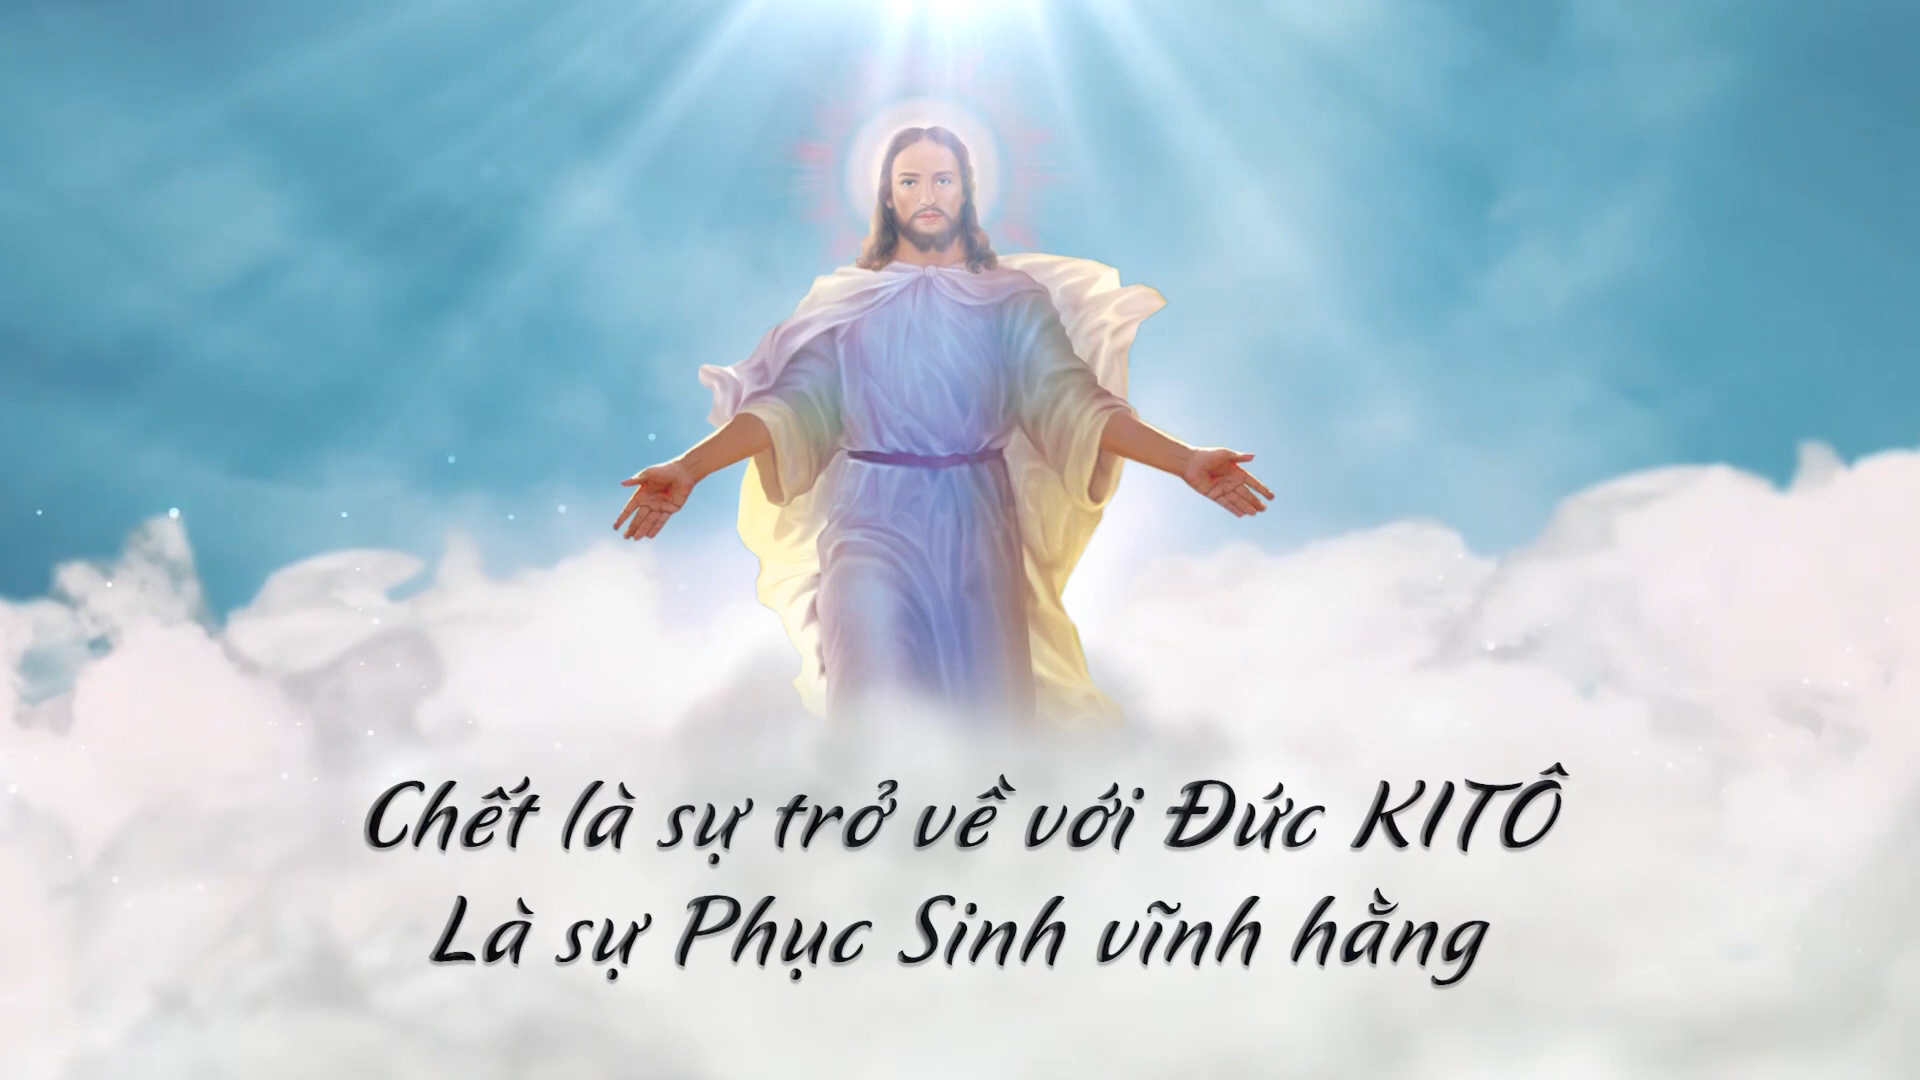 Chết là sự trở về với Đức KITÔ
Là sự Phục Sinh vĩnh hằng